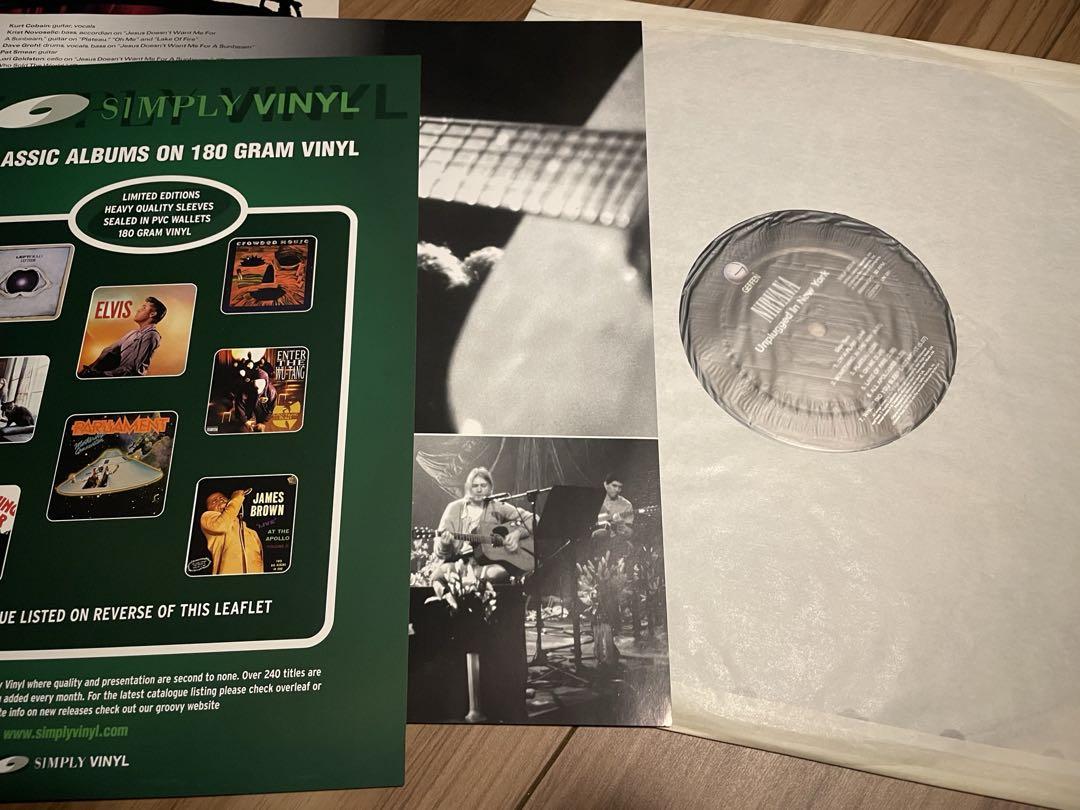 Kurt Cobain: guitar, vocals
Krist Novoselic: bass, accordian on "Jesus Doesn't Want Me For
A Sunbeam," guitar on "Plateau," "Oh Me" and "Lake Of Fire"
Dave Grohl: drums, vocals, bass on "Jesus Doesn't Want Me For A Sunbeam"
Pat Smear: guitar
Lori Goldston: cello on "Jesus Doesn't Want Me For A
SIMPLY VINYL
ASSIC ALBUMS ON 180 GRAM VINYL
LIMITED EDITIONS
HEAVY QUALITY SLEEVES
SEALED IN PVC WALLETS
180 GRAM VINYL
CROWDED HOUSE
ELVIS
ENTER
THE
WU-TANG
PARLIAMENT
Mothership
Connection
JAMES
BROWN
"LIVE"
AT THE
APOLLO
UE LISTED ON REVERSE OF THIS LEAFLET
y Vinyl where quality and presentation are second to none. Over 240 titles are
added every month. For the latest catalogue listing please check overleaf or
te info on new releases check out our groovy website
www.simplyvinyl.com
SIMPLY VINYL
GEFFEN
NIRVANA
Unplugged In New York